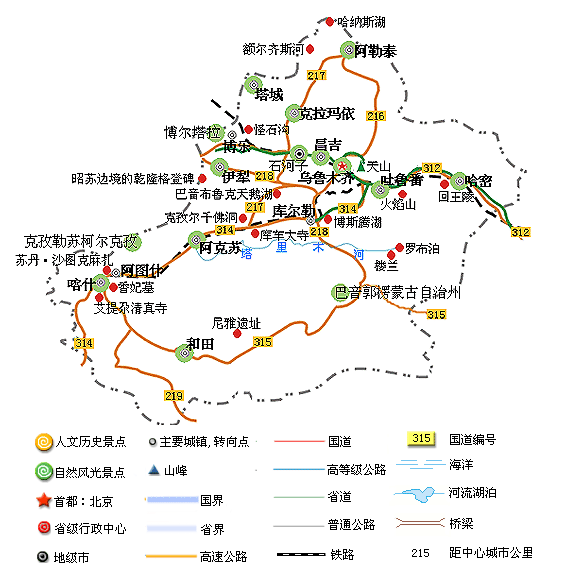 哈纳斯湖
额尔齐斯河
阿勒泰
217
塔城
克拉玛依
216
博尔塔拉
怪石沟
博乐
昌吉
石河子
天山
伊犁
218
乌鲁木齐
吐鲁番
312
哈密
昭苏边境的乾隆格登碑
巴音布鲁克天鹅湖
火焰山
回王陵
217
库尔勒
314
克孜尔千佛洞
博斯腾湖
314
218
312
库车大寺
克孜勒苏柯尔克孜
阿克苏
塔里木河
罗布泊
楼兰
苏丹·沙图克麻扎
阿图什
喀什
香妃墓
巴音郭楞蒙古自治州
艾提尕清真寺
尼雅遗址
315
314
和田
315
219
人文历史景点
主要城镇,转向点
国道
315
国道编号
自然风光景点
山峰
高等级公路
海洋
首都:北京
国界
省道
河流湖泊
省级行政中心
省界
普通公路
桥梁
地级市
高速公路
铁路
215
距中心城市公里